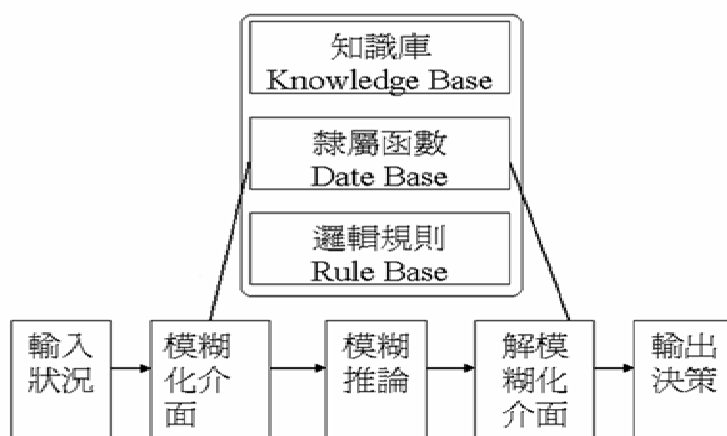 知識庫
Knowledge Base
隸屬函數
Date Base
邏輯規則
Rule Base
輸入
狀況
模糊
化介
面
模糊
推論
解模
糊化
介面
輸出
決策